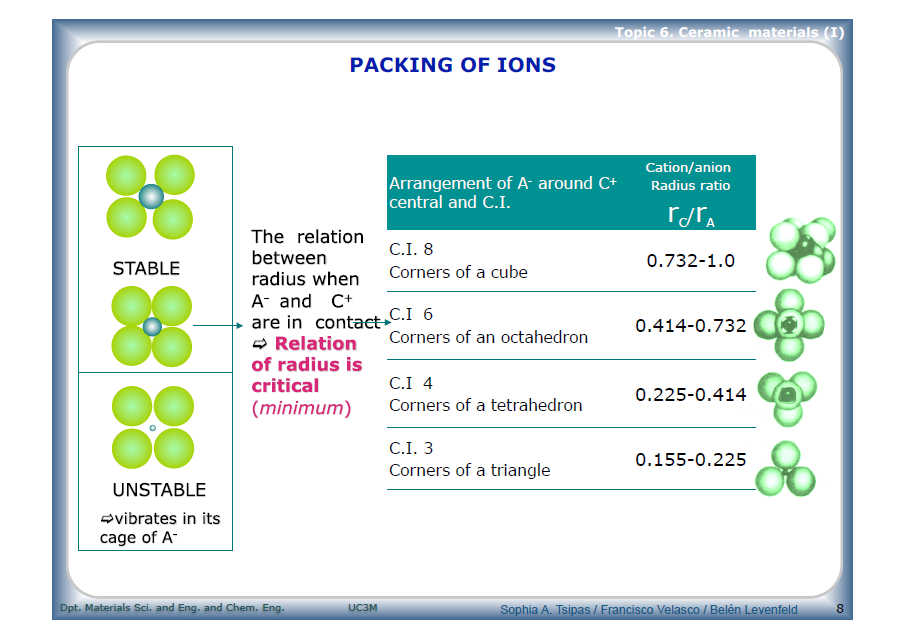 Topic 6. Ceramic materials (I)
PACKING OF IONS
STABLE
UNSTABLE
⇨vibrates in its
cage of A-
The relation
between
radius when
A- and C+
are in contact
⇨ Relation
of radius is
critical
(minimum)
Arrangement of A- around C+
central and C.I.
Cation/anion
Radius ratio
rC/rA
C.I. 8
Corners of a cube
0.732-1.0
C.I 6
Corners of an octahedron
0.414-0.732
C.I 4
Corners of a tetrahedron
0.225-0.414
C.I. 3
Corners of a triangle
0.155-0.225
Dpt. Materials Sci. and Eng. and Chem. Eng.
UC3M
Sophia A. Tsipas / Francisco Velasco / Belén Levenfeld
8